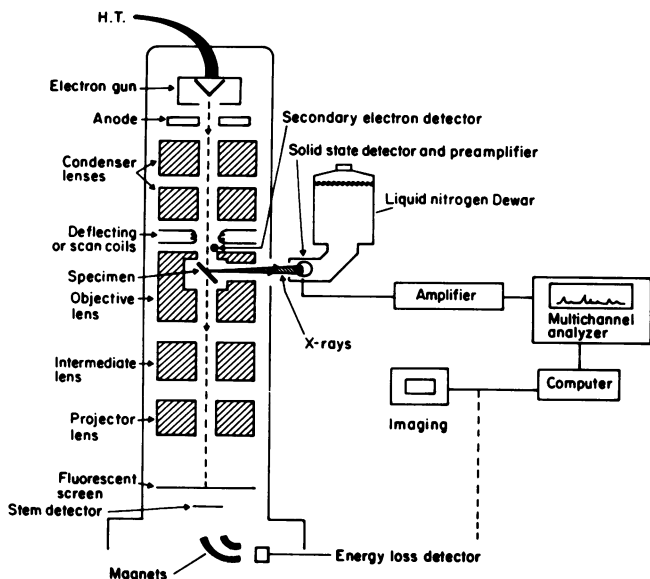 H.T.
Electron gun
Anode
Secondary electron detector
Solid state detector and preamplifier
Condenser
lenses
Liquid nitrogen Dewar
Deflecting
or scan coils
Specimen
Objective
lens
X-rays
Amplifier
Multichannel
analyzer
Intermediate
lens
Computer
Imaging
Projector
lens
Fluorescent
screen
Stem detector
Magnets
Energy loss detector